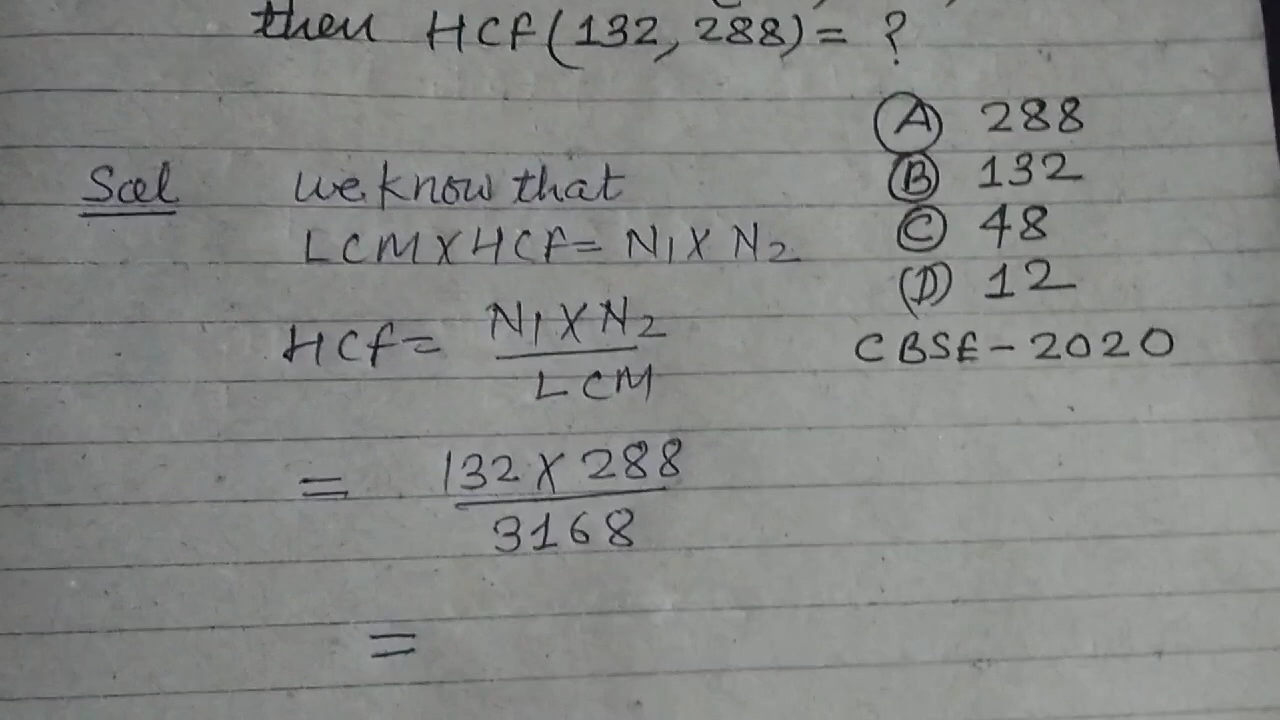 then HCF(132, 288) = ?
(A) 288
(B) 132
(C) 48
(D) 12
CBSE - 2020
Sol we know that
LCM X HCF = N1 X N2
HCF = N1 X N2
LCM
= 132 X 288
3168
=